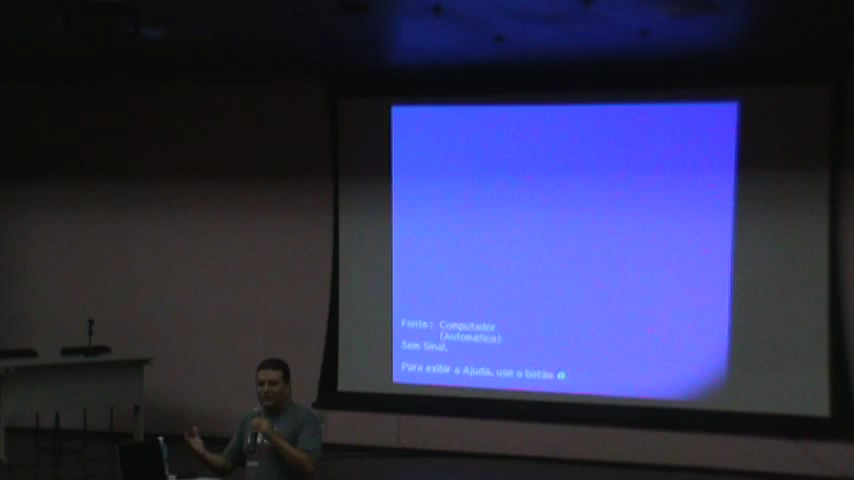 Fonte: Computador
(Automático)
Sem Sinal.
Para exibir a Ajuda, use o botão